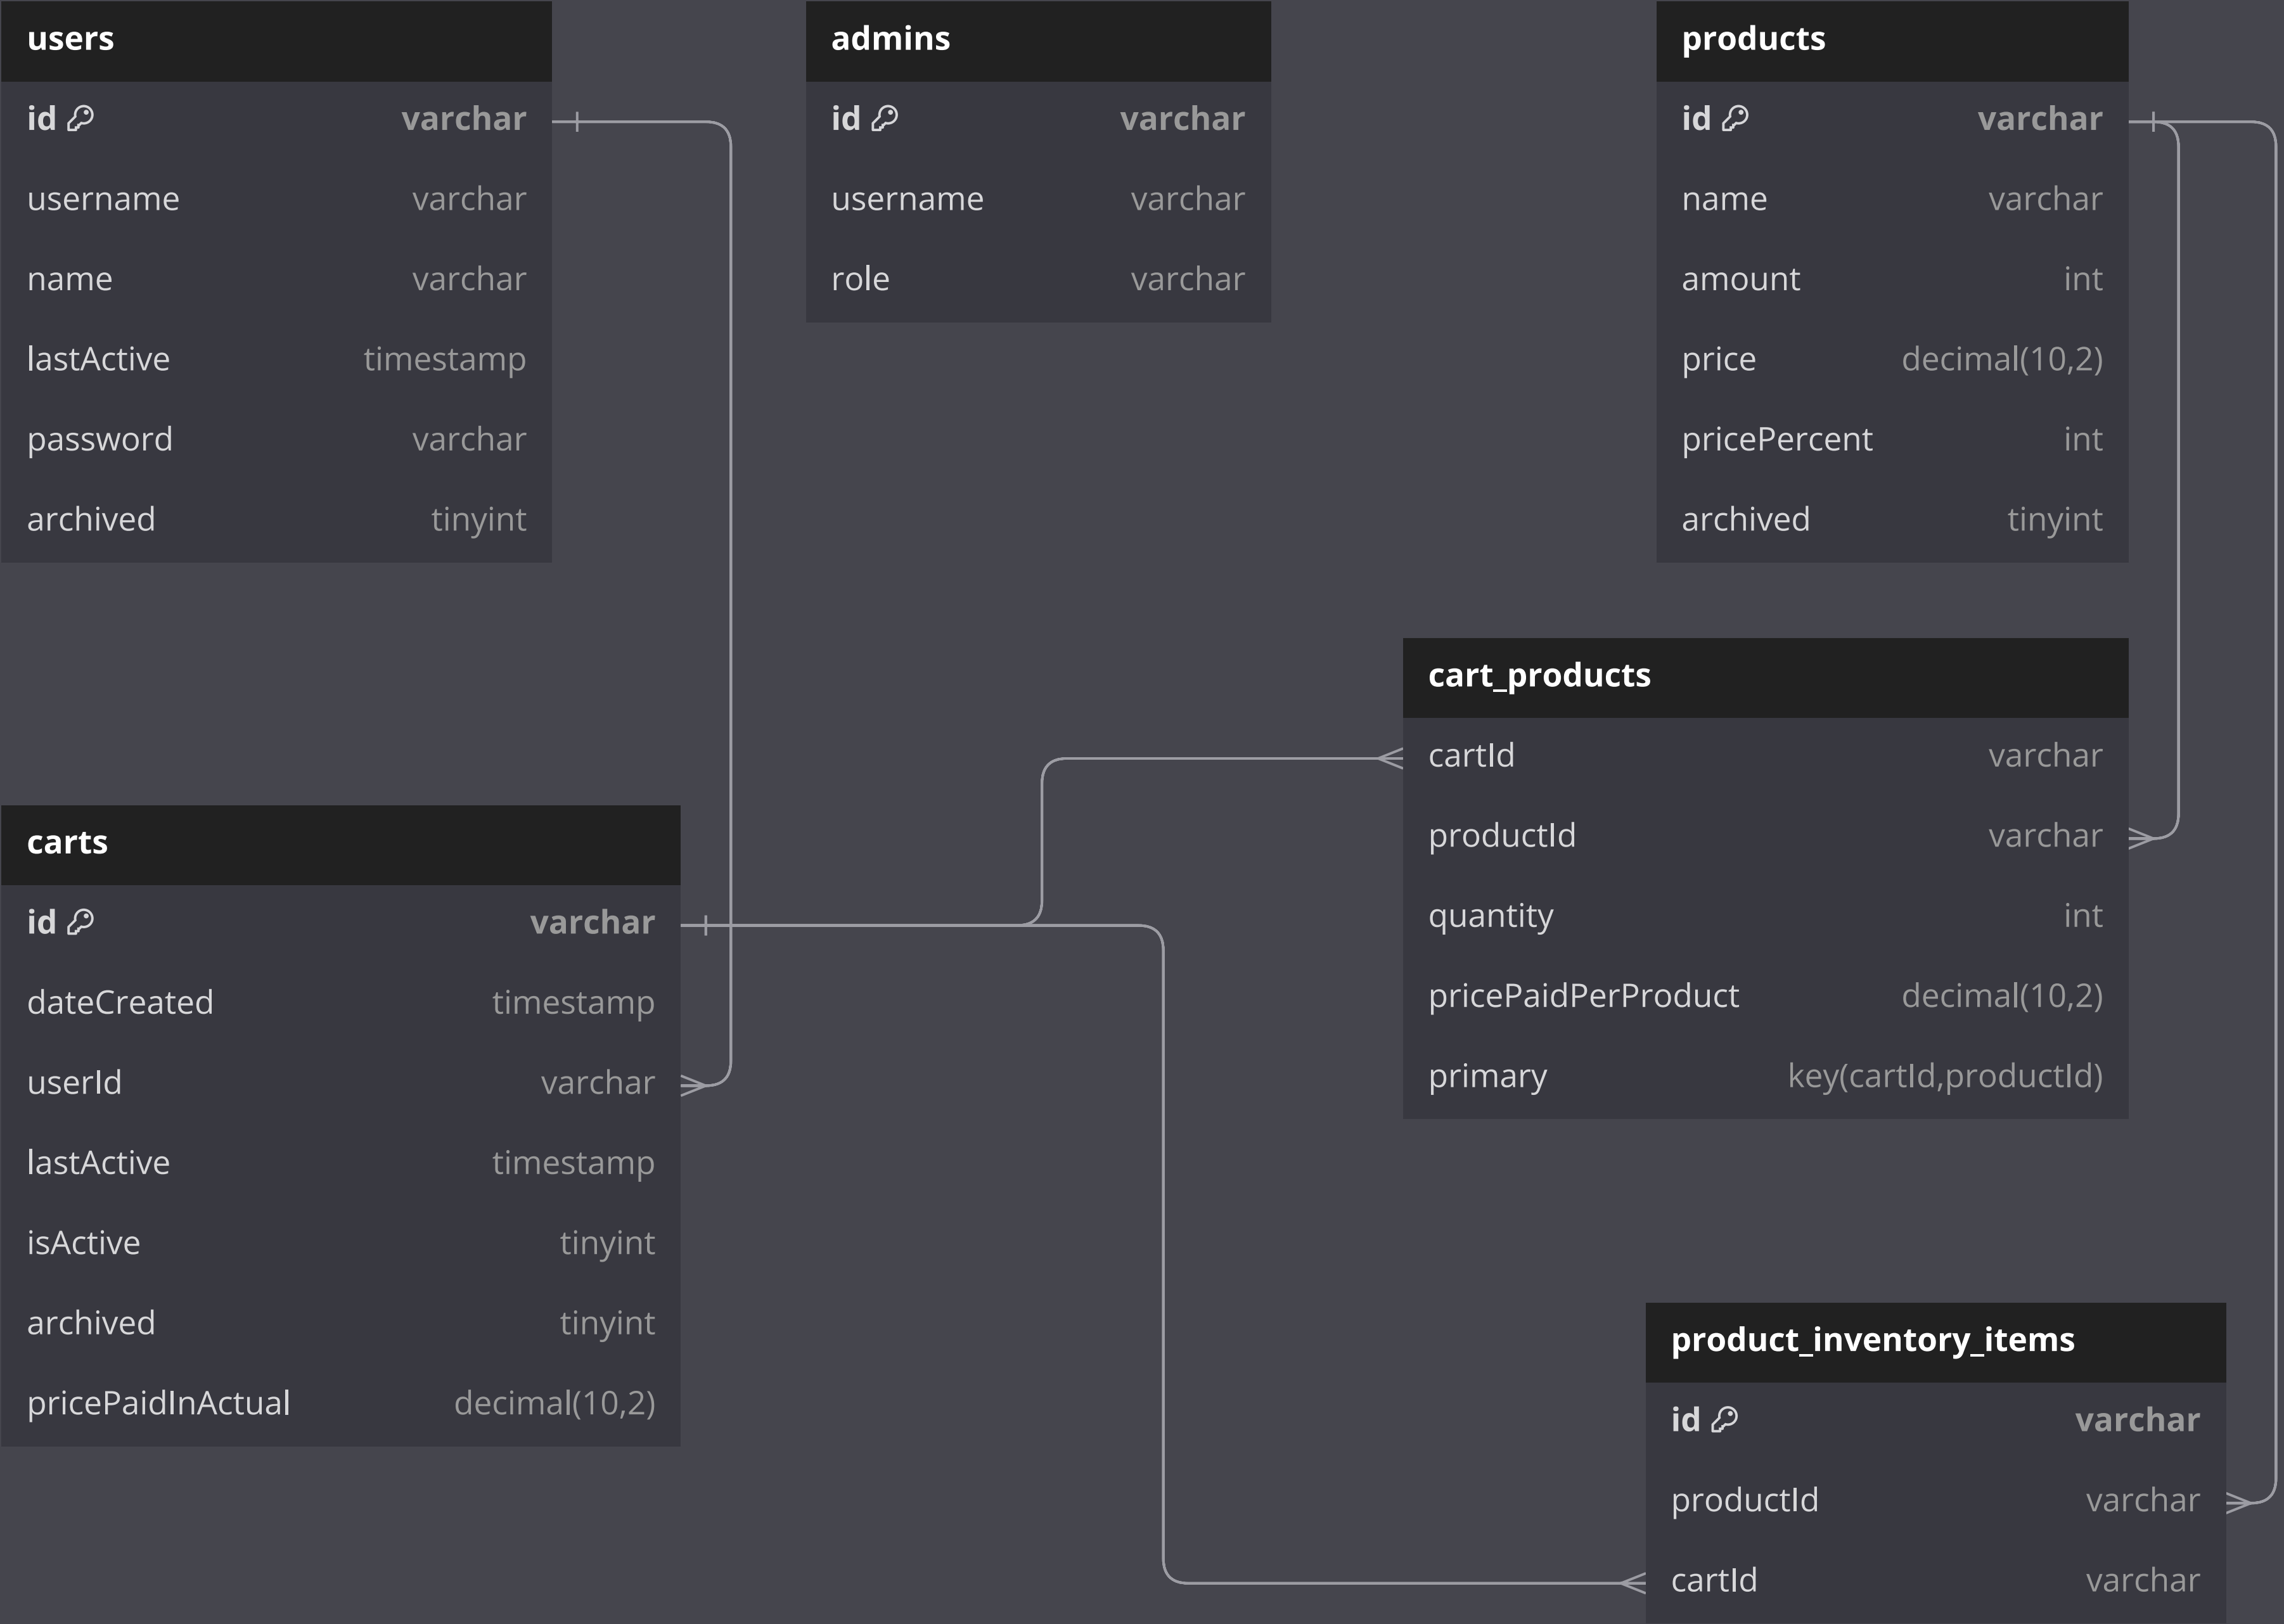 users
id varchar
username varchar
name varchar
lastActive timestamp
password varchar
archived tinyint
admins
id varchar
username varchar
role varchar
products
id varchar
name varchar
amount int
price decimal(10,2)
pricePercent int
archived tinyint
cart_products
cartId varchar
productId varchar
quantity int
pricePaidPerProduct decimal(10,2)
primary key(cartId,productId)
carts
id varchar
dateCreated timestamp
userId varchar
lastActive timestamp
isActive tinyint
archived tinyint
pricePaidInActual decimal(10,2)
product_inventory_items
id varchar
productId varchar
cartId varchar